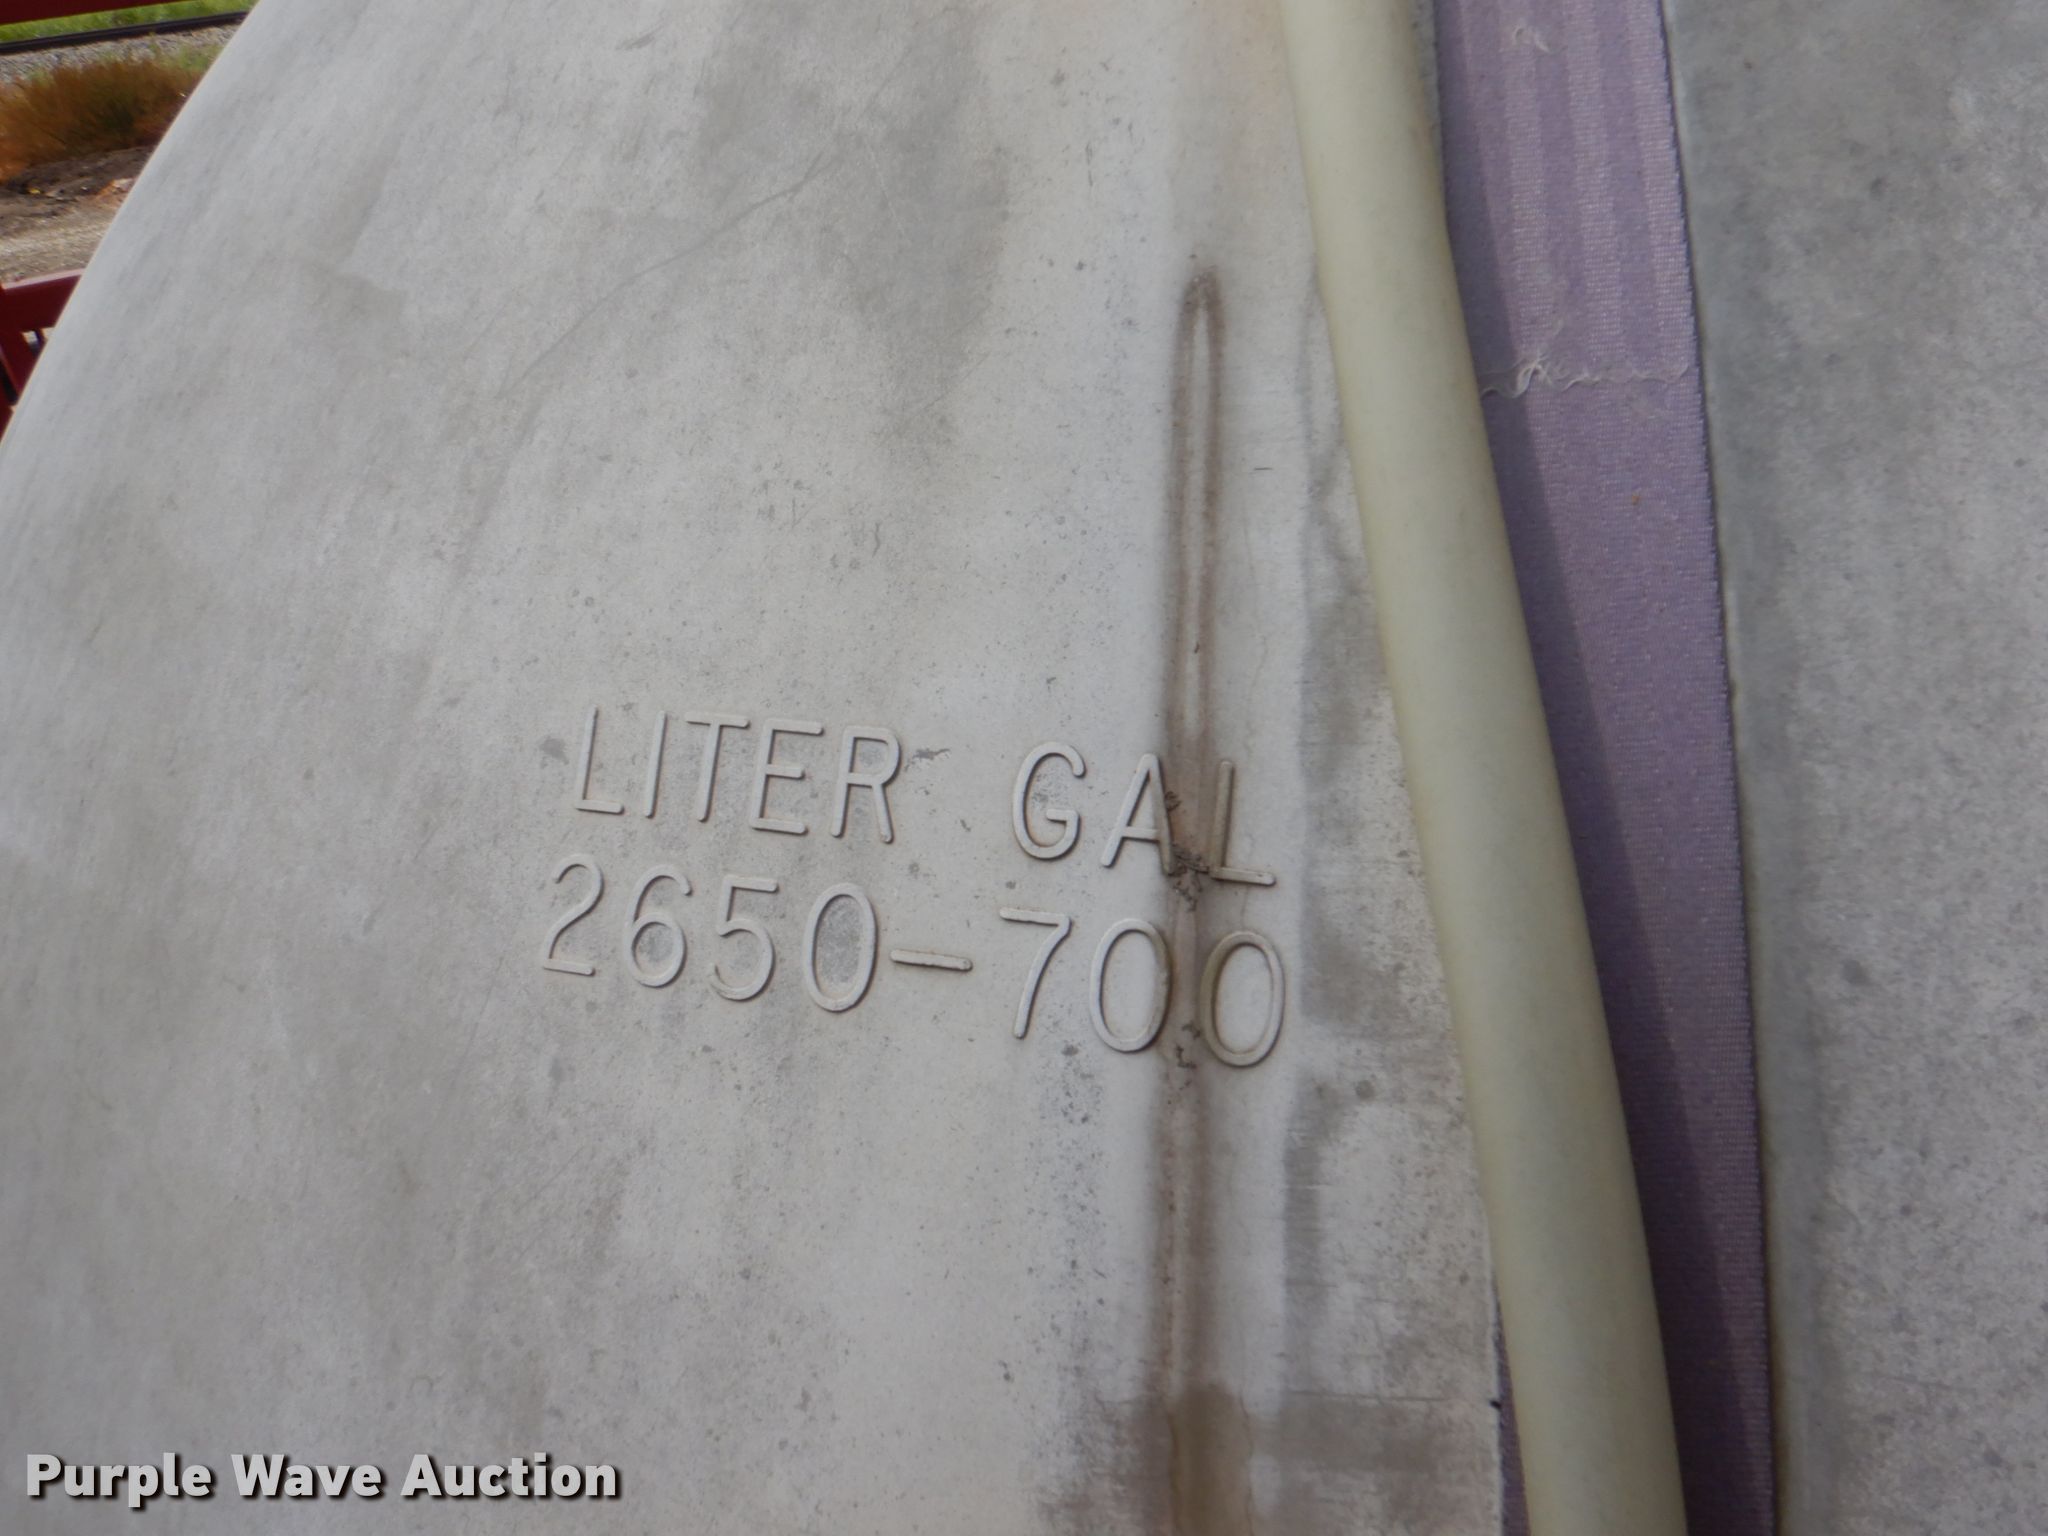 LITER GAL
2650-700
Purple Wave Auction